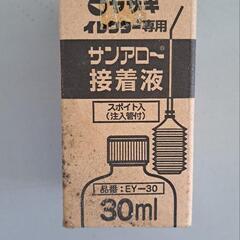 ヤザキ
イレクター専用
サンアロー
接着液
スポイト入
(注入管付)
品番:EY-30
30ml